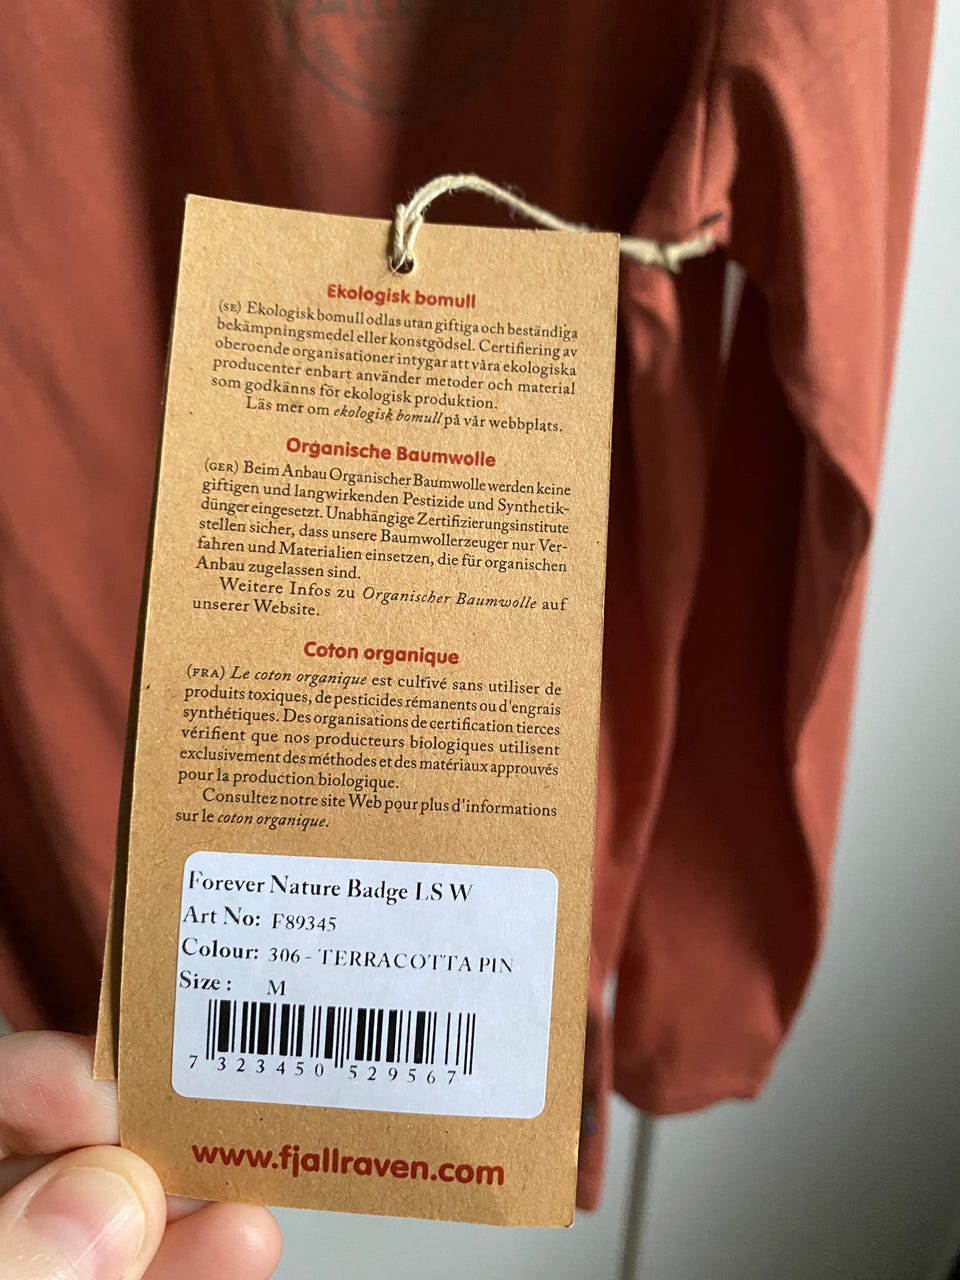 Ekologisk bomull
(SE) Ekologisk bomull odlas utan giftiga och beständiga
bekämpningsmedel eller konstgödsel. Certifiering av
oberoende organisationer intygar att våra ekologiska
producenter enbart använder metoder och material
som godkänns för ekologisk produktion.
Läs mer om ekologisk bomull på vår webbplats.
Organische Baumwolle
(GER) Beim Anbau Organischer Baumwolle werden keine
giftigen und langwirkenden Pestizide und Synthetik-
dünger eingesetzt. Unabhängige Zertifizierungsinstitute
stellen sicher, dass unsere Baumwollerzeuger nur Ver-
fahren und Materialien einsetzen, die für organischen
Anbau zugelassen sind.
Weitere Infos zu Organischer Baumwolle auf
unserer Website.
Coton organique
(FRA) Le coton organique est cultivé sans utiliser de
produits toxiques, de pesticides rémanents ou d'engrais
synthétiques. Des organisations de certification tierces
vérifient que nos producteurs biologiques utilisent
exclusivement des méthodes et des matériaux approuvés
pour la production biologique.
Consultez notre site Web pour plus d'informations
sur le coton organique.
Forever Nature Badge LS W
Art No: F89345
Colour: 306 - TERRACOTTA PIN
Size : M
7 323450 529567
www.fjallraven.com